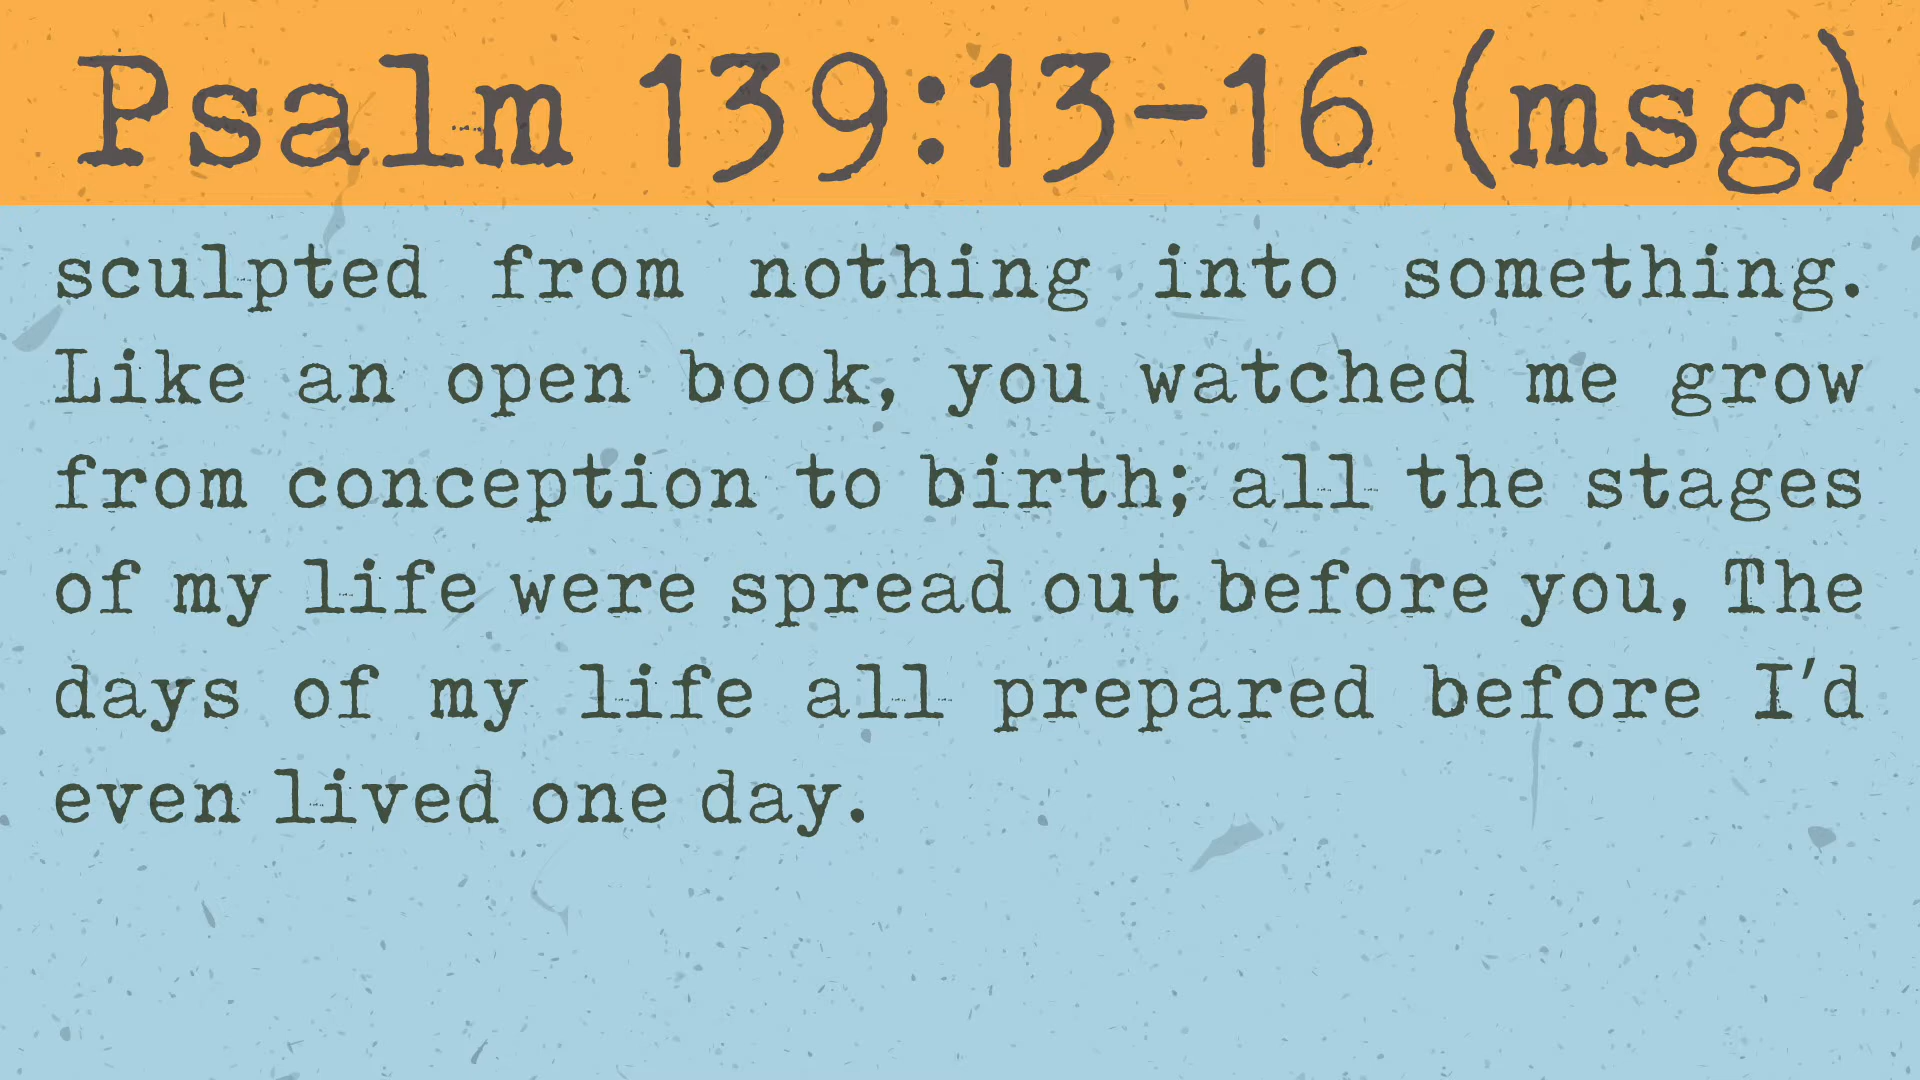 Psalm 139:13-16 (msg)
sculpted from nothing into something.
Like an open book, you watched me grow
from conception to birth; all the stages
of my life were spread out before you, The
days of my life all prepared before I'd
even lived one day.